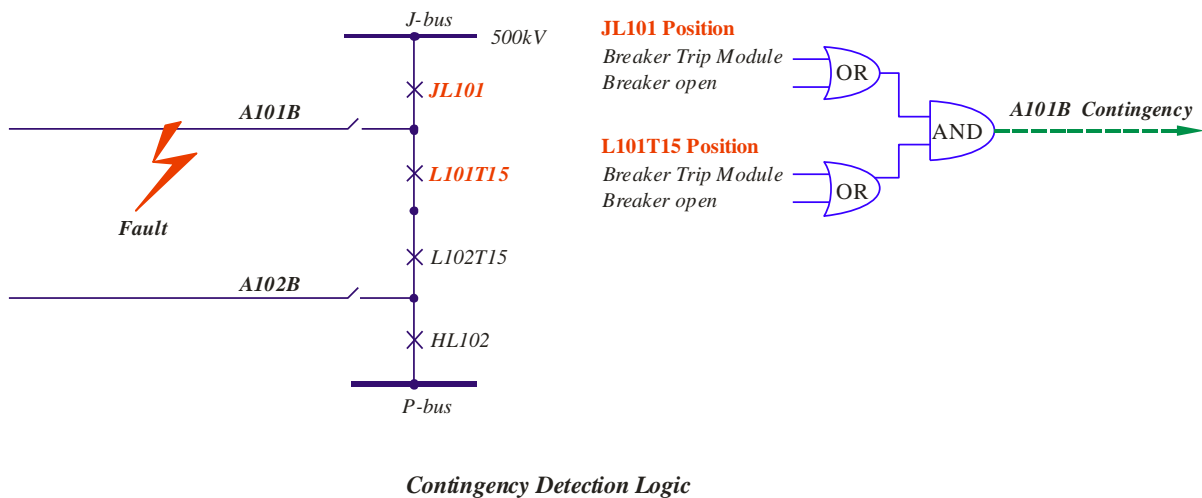 J-bus
500kV
JL101
A101B
L101T15
Fault
L102T15
A102B
HL102
P-bus
JL101 Position
Breaker Trip Module
Breaker open
OR
L101T15 Position
Breaker Trip Module
Breaker open
OR
AND
A101B Contingency
Contingency Detection Logic